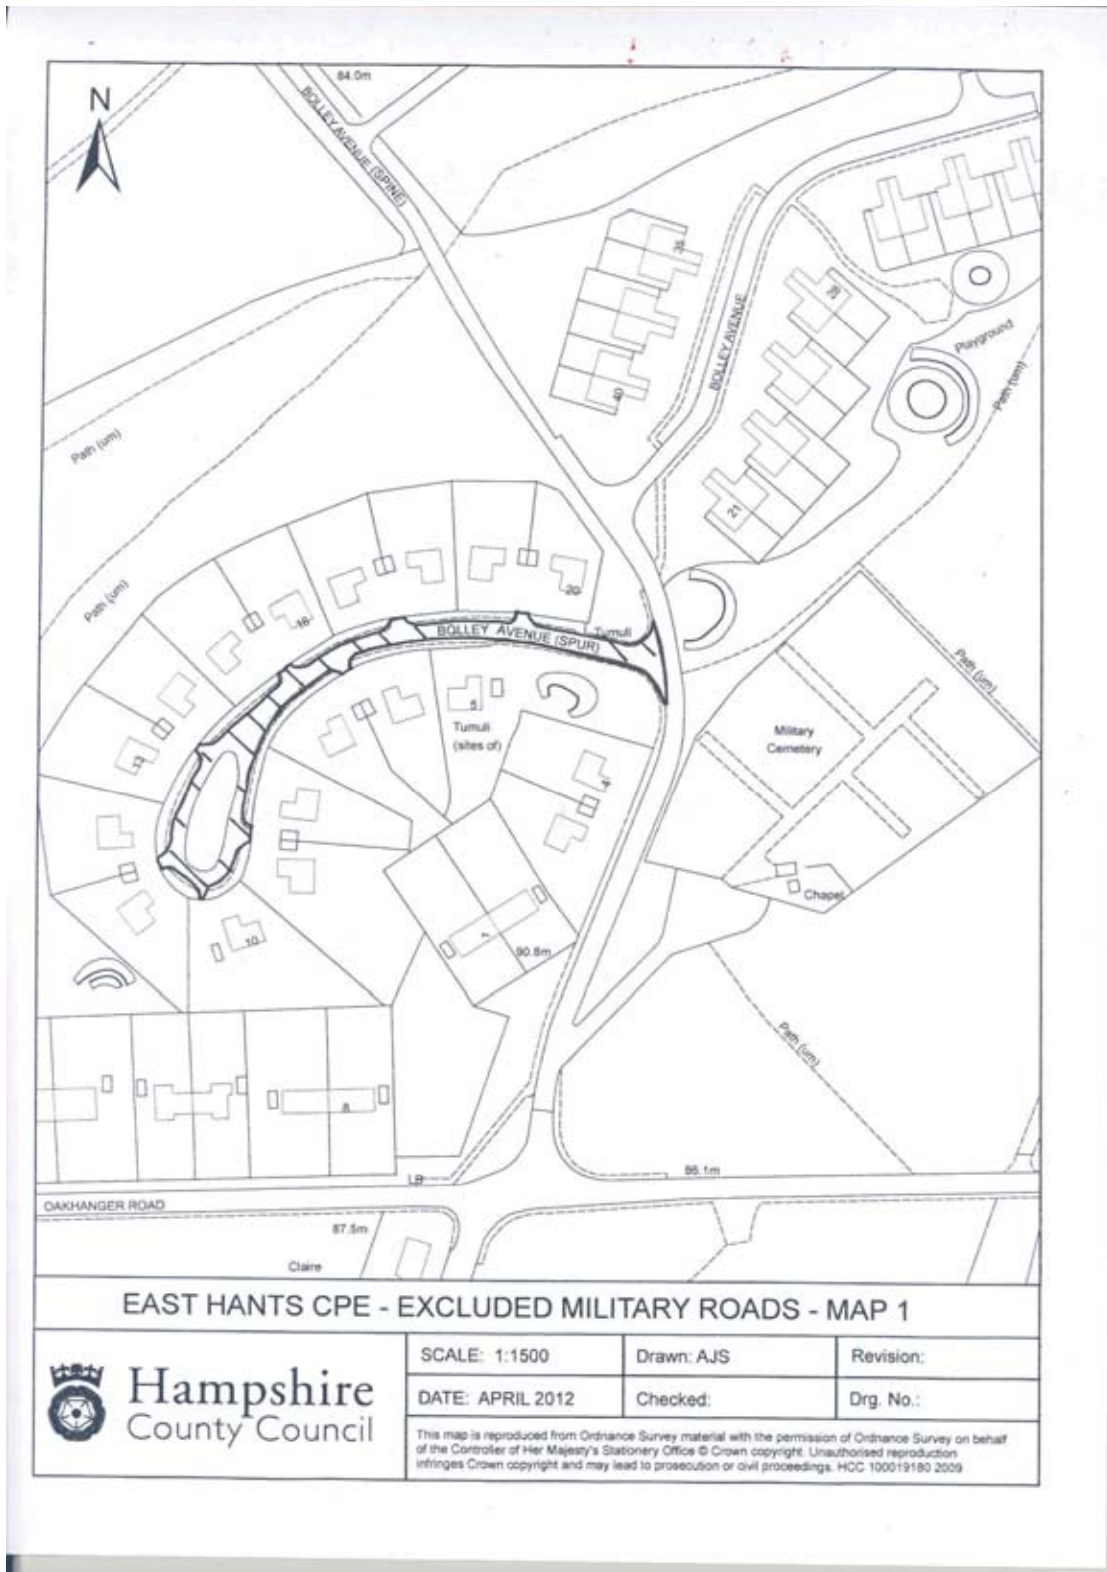 84.0m
N
BOLLEY AVENUE (SPINE)
35
28
BOLLEY AVENUE
Playground
40
Path (um)
Path (um)
21
Path (um)
20
18
BOLLEY AVENUE (SPUR)
Tumuli
Path (um)
5
Tumuli
(sites of)
Military
Cemetery
4
Chapel
10
1
90.8m
Path (um)
8
LB
86.1m
OAKHANGER ROAD
87.5m
Claire
EAST HANTS CPE - EXCLUDED MILITARY ROADS - MAP 1
Hampshire
County Council
SCALE: 1:1500
Drawn: AJS
Revision:
DATE: APRIL 2012
Checked:
Drg. No.:
This map is reproduced from Ordnance Survey material with the permission of Ordnance Survey on behalf
of the Controller of Her Majesty's Stationery Office © Crown copyright. Unauthorised reproduction
infringes Crown copyright and may lead to prosecution or civil proceedings. HCC 100019180 2009